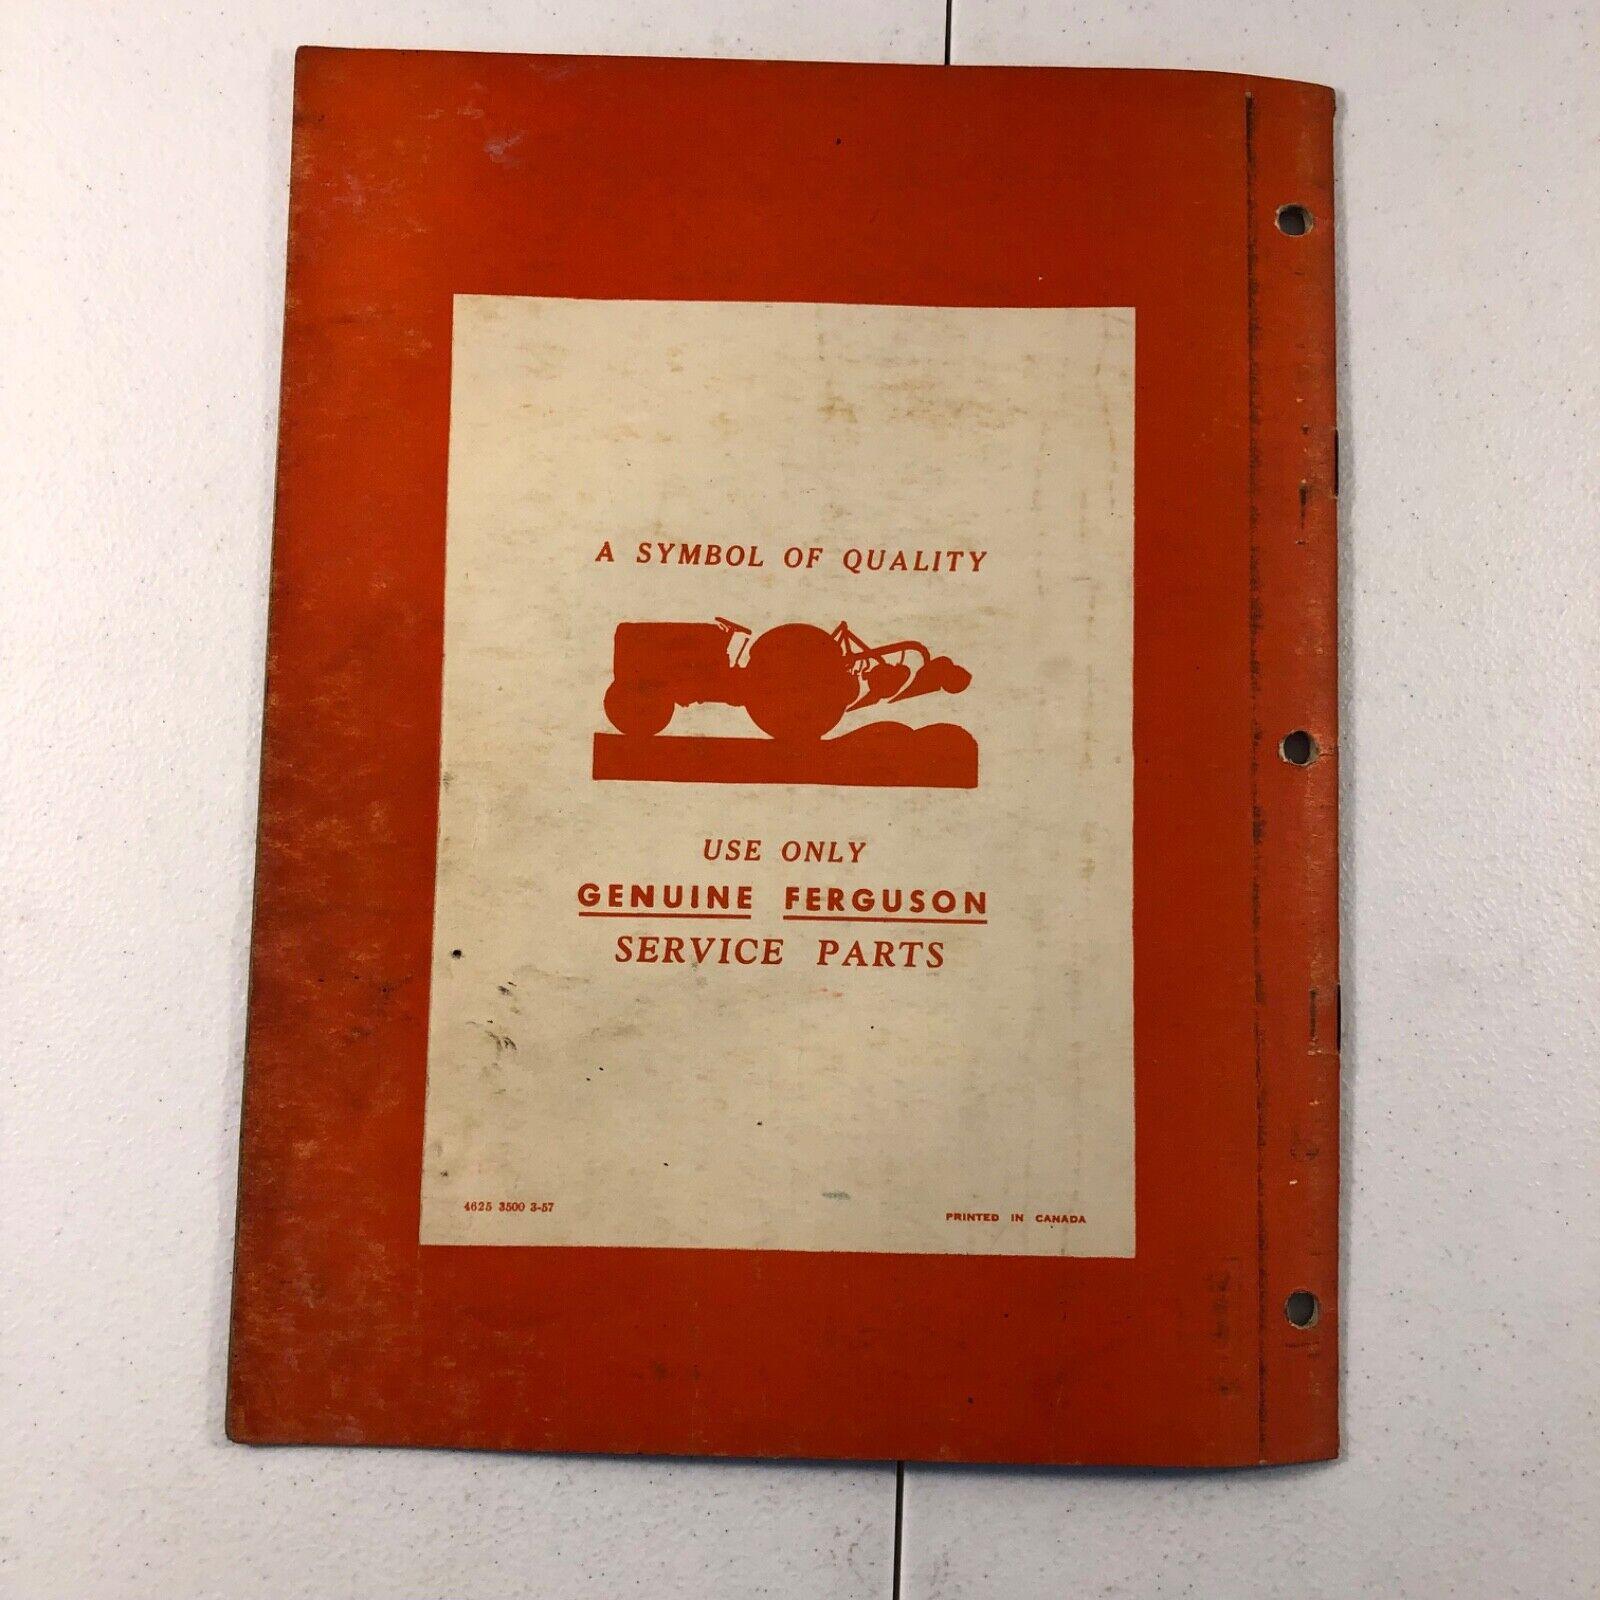 A SYMBOL OF QUALITY
USE ONLY
GENUINE FERGUSON
SERVICE PARTS
4625 3500 3-57
PRINTED IN CANADA